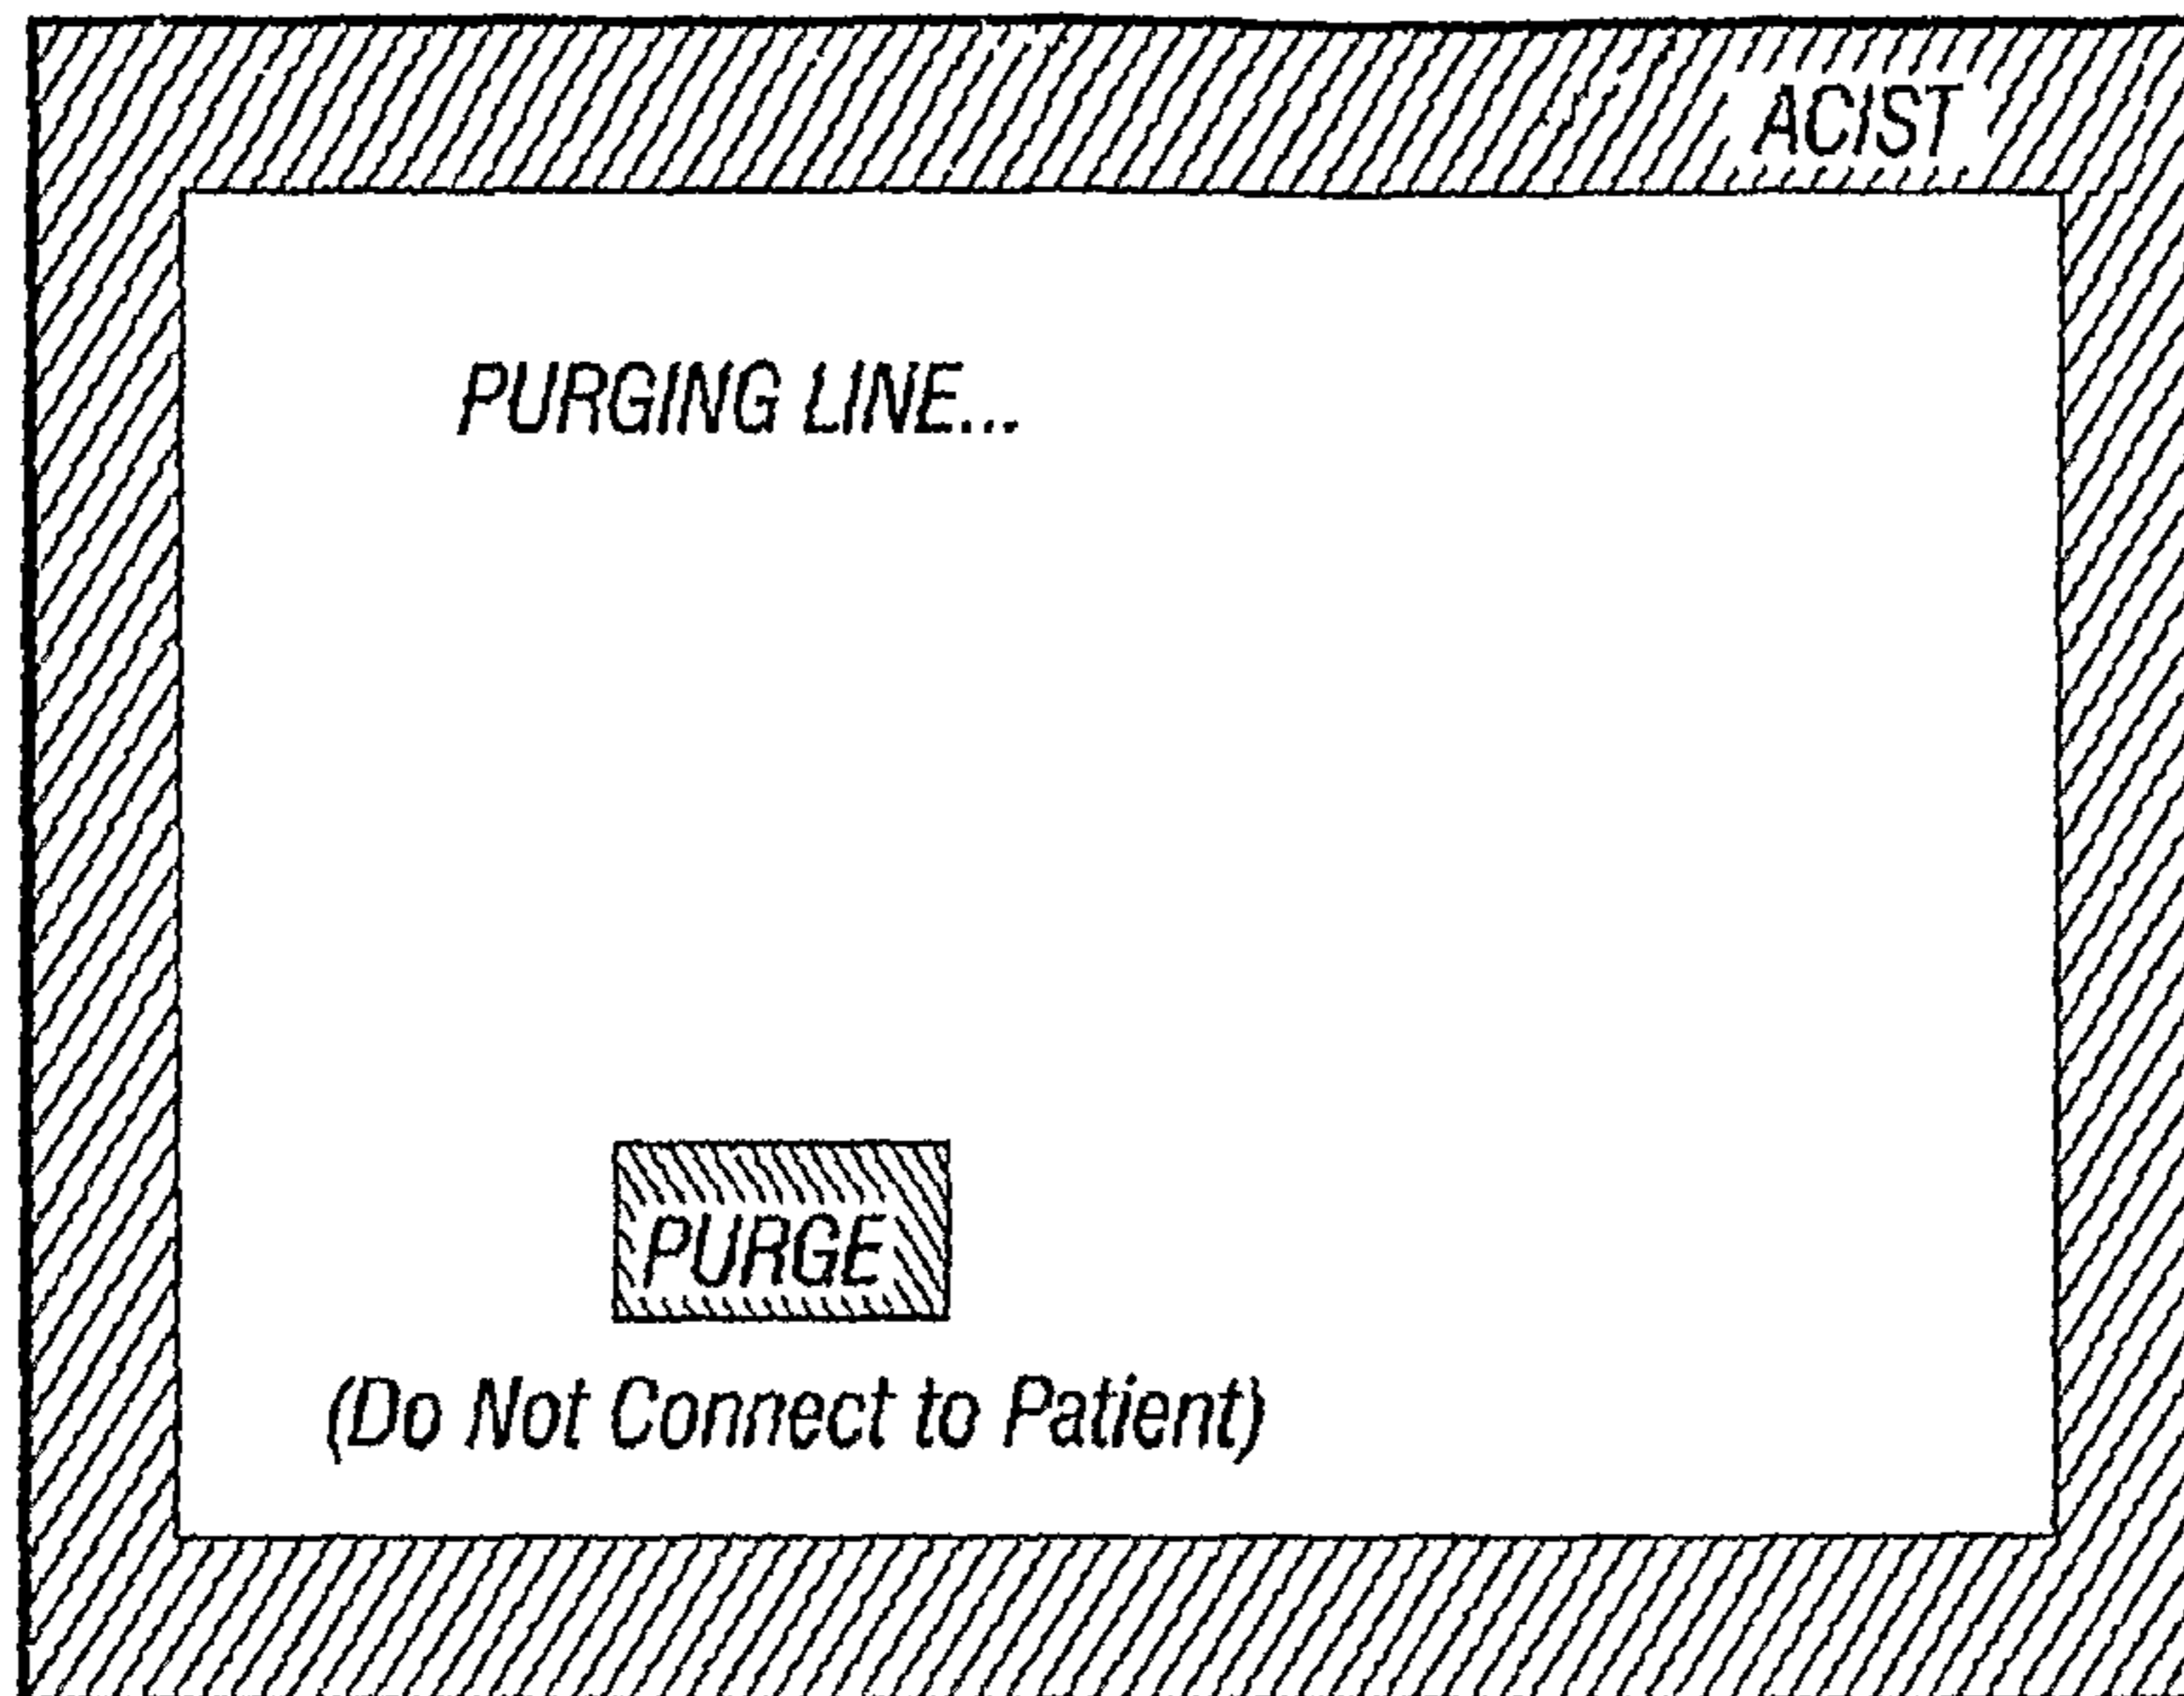 ACIST
PURGING LINE...
PURGE
(Do Not Connect to Patient)